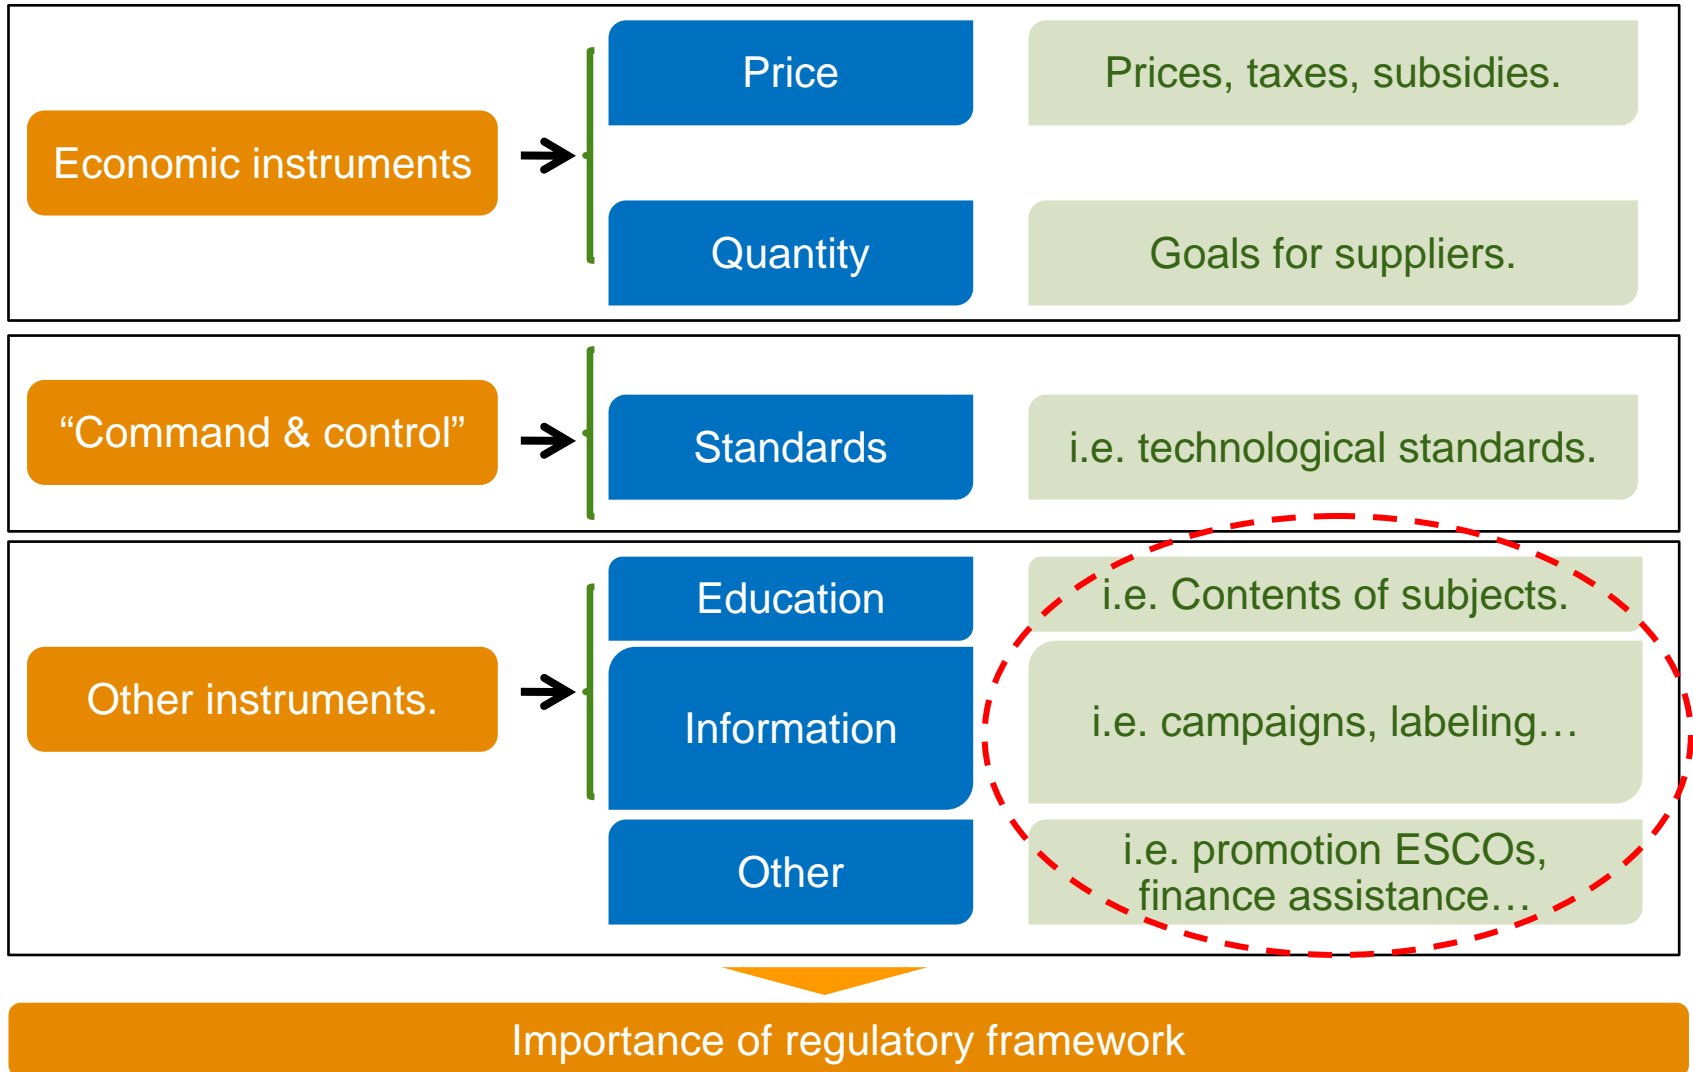 Economic instruments
Price
Prices, taxes, subsidies.
Quantity
Goals for suppliers.
“Command & control”
Standards
i.e. technological standards.
Other instruments.
Education
i.e. Contents of subjects.
Information
i.e. campaigns, labeling…
Other
i.e. promotion ESCOs,
finance assistance…
Importance of regulatory framework